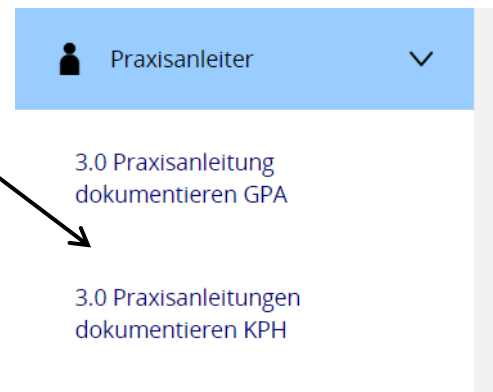 Praxisanleiter
3.0 Praxisanleitung
dokumentieren GPA
3.0 Praxisanleitungen
dokumentieren KPH